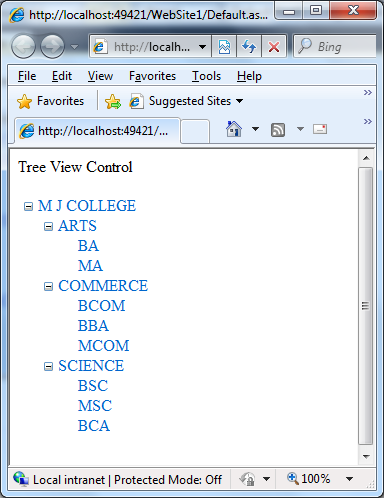 http://localhost:49421/WebSite1/Default.as...
http://localh...
Bing
File Edit View Favorites Tools Help
Favorites Suggested Sites
http://localhost:49421/...
Tree View Control
M J COLLEGE
ARTS
BA
MA
COMMERCE
BCOM
BBA
MCOM
SCIENCE
BSC
MSC
BCA
Local intranet | Protected Mode: Off 100%